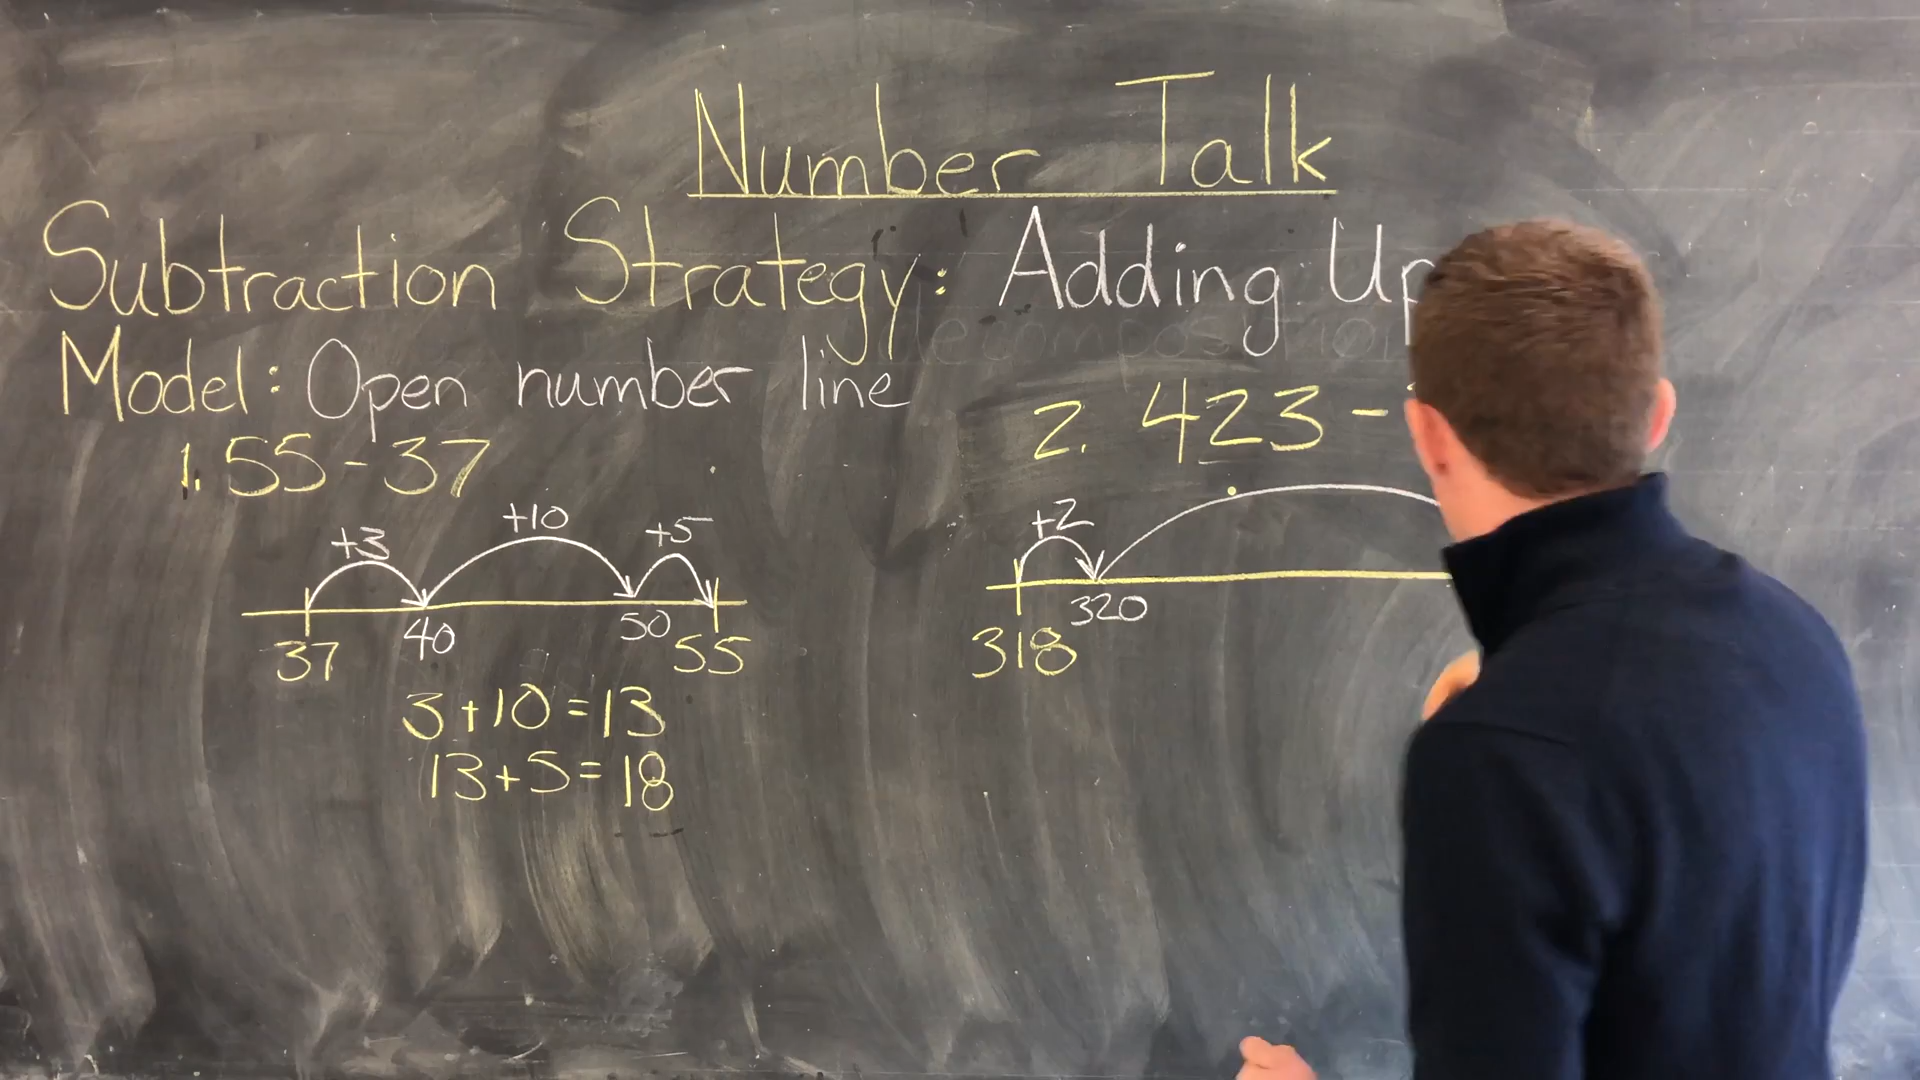 Number Talk
Subtraction Strategy: Adding Up
Model: Open number line
1. 55-37
+3 +10 +5
37 40 50 55
3+10=13
13+5=18
2. 423-
+2
318 320